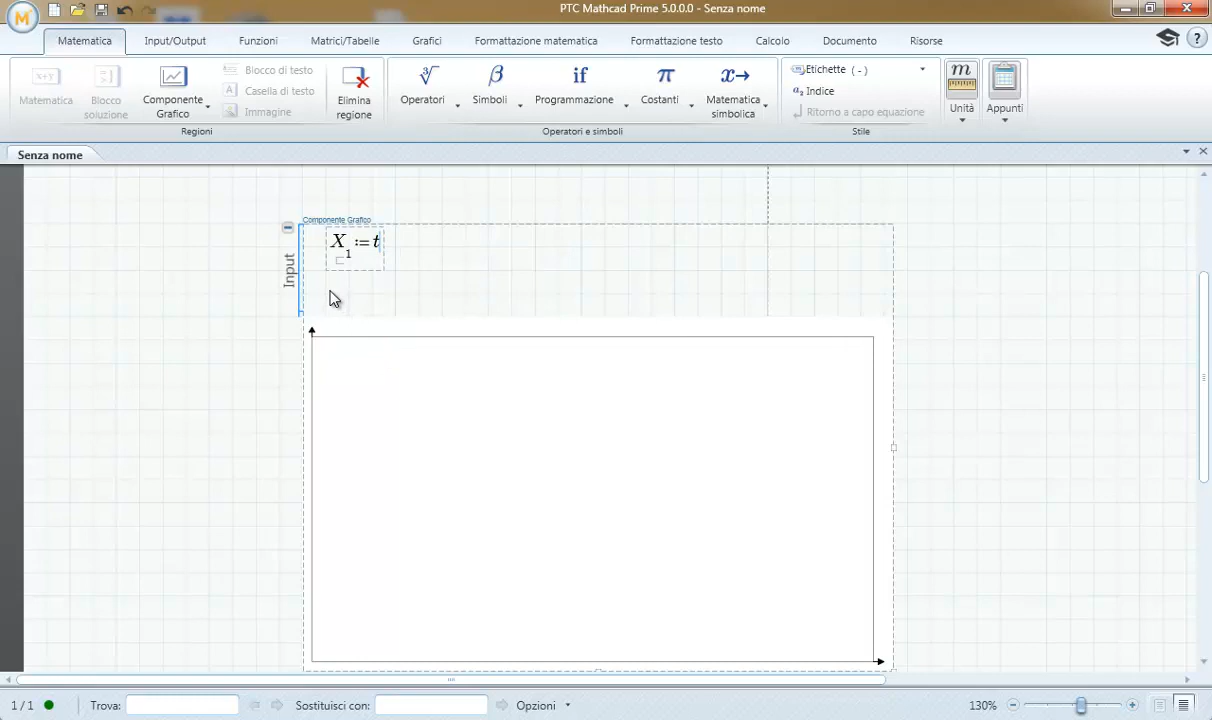 PTC Mathcad Prime 5.0.0.0 - Senza nome
Matematica Input/Output Funzioni Matrici/Tabelle Grafici Formattazione matematica Formattazione testo Calcolo Documento Risorse
Matematica
Blocco soluzione
Componente Grafico
Blocco di testo
Casella di testo
Immagine
Elimina regione
Regioni
Operatori
Simboli
if
Programmazione
π
Costanti
Matematica simbolica
Operatori e simboli
Etichette ( - )
Indice
Ritorno a capo equazione
Stile
m
Unità
Appunti
Senza nome
Componente Grafico
Input
X₁ := t
1 / 1 Trova: Sostituisci con: Opzioni 130%